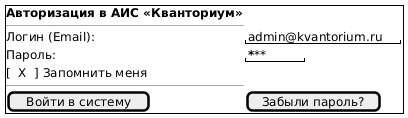 Авторизация в АИС «Кванториум»
Логин (Email): admin@kvantorium.ru
Пароль: ***
[ X ] Запомнить меня
Войти в систему Забыли пароль?